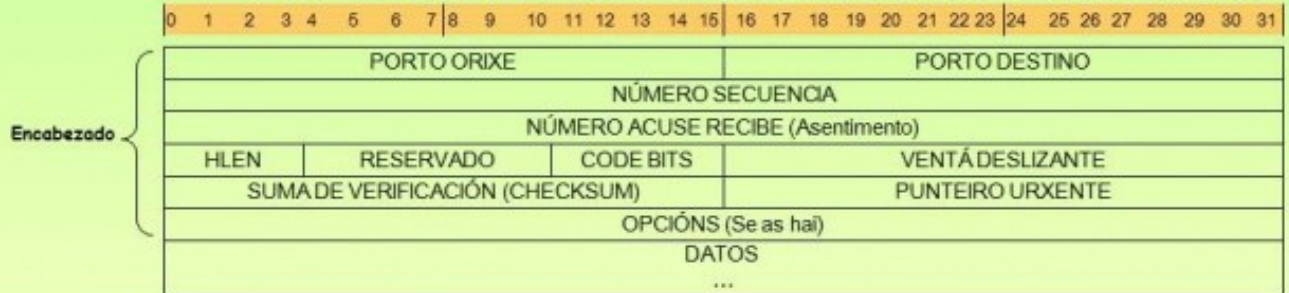 0 1 2 3 4 5 6 7 8 9 10 11 12 13 14 15 16 17 18 19 20 21 22 23 24 25 26 27 28 29 30 31
PORTO ORIXE PORTO DESTINO
NÚMERO SECUENCIA
NÚMERO ACUSE RECIBE (Asentimento)
Encabezado
HLEN RESERVADO CODE BITS VENTÁ DESLIZANTE
SUMA DE VERIFICACIÓN (CHECKSUM) PUNTEIRO URXENTE
OPCIÓNS (Se as hai)
DATOS
...